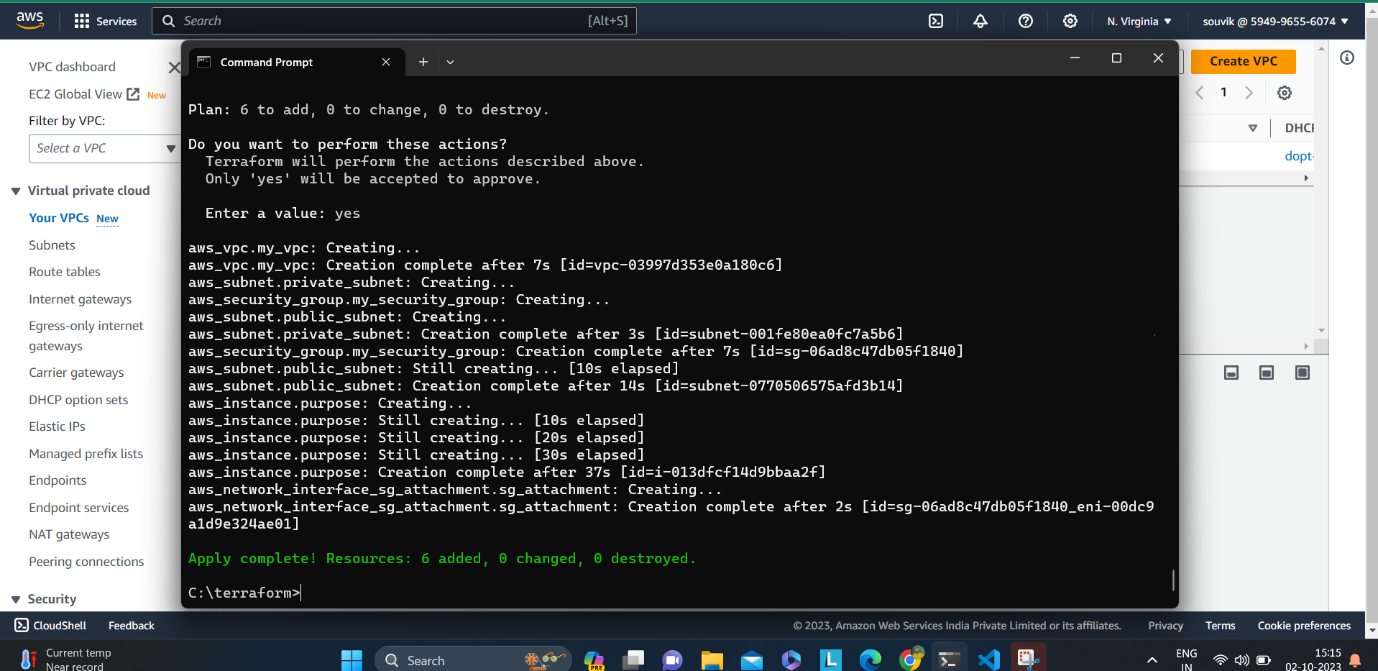 aws
Services
Search
[Alt+S]
N. Virginia
souvik @ 5949-9655-6074
VPC dashboard
EC2 Global View
New
Filter by VPC:
Select a VPC
Virtual private cloud
Your VPCs
New
Subnets
Route tables
Internet gateways
Egress-only internet
gateways
Carrier gateways
DHCP option sets
Elastic IPs
Managed prefix lists
Endpoints
Endpoint services
NAT gateways
Peering connections
Security
Command Prompt
Plan: 6 to add, 0 to change, 0 to destroy.
Do you want to perform these actions?
Terraform will perform the actions described above.
Only 'yes' will be accepted to approve.
Enter a value: yes
aws_vpc.my_vpc: Creating...
aws_vpc.my_vpc: Creation complete after 7s [id=vpc-03997d353e0a180c6]
aws_subnet.private_subnet: Creating...
aws_security_group.my_security_group: Creating...
aws_subnet.public_subnet: Creating...
aws_subnet.private_subnet: Creation complete after 3s [id=subnet-001fe80ea0fc7a5b6]
aws_security_group.my_security_group: Creation complete after 7s [id=sg-06ad8c47db05f1840]
aws_subnet.public_subnet: Still creating... [10s elapsed]
aws_subnet.public_subnet: Creation complete after 14s [id=subnet-0770506575afd3b14]
aws_instance.purpose: Creating...
aws_instance.purpose: Still creating... [10s elapsed]
aws_instance.purpose: Still creating... [20s elapsed]
aws_instance.purpose: Still creating... [30s elapsed]
aws_instance.purpose: Creation complete after 37s [id=i-013dfcf14d9bbaa2f]
aws_network_interface_sg_attachment.sg_attachment: Creating...
aws_network_interface_sg_attachment.sg_attachment: Creation complete after 2s [id=sg-06ad8c47db05f1840_eni-00dc9
a1d9e324ae01]
Apply complete! Resources: 6 added, 0 changed, 0 destroyed.
C:\terraform>
Create VPC
1
DHCP
dopt-
CloudShell
Feedback
© 2023, Amazon Web Services India Private Limited or its affiliates.
Privacy
Terms
Cookie preferences
Current temp
Near record
Search
PRE
L
ENG
IN
15:15
02-10-2023